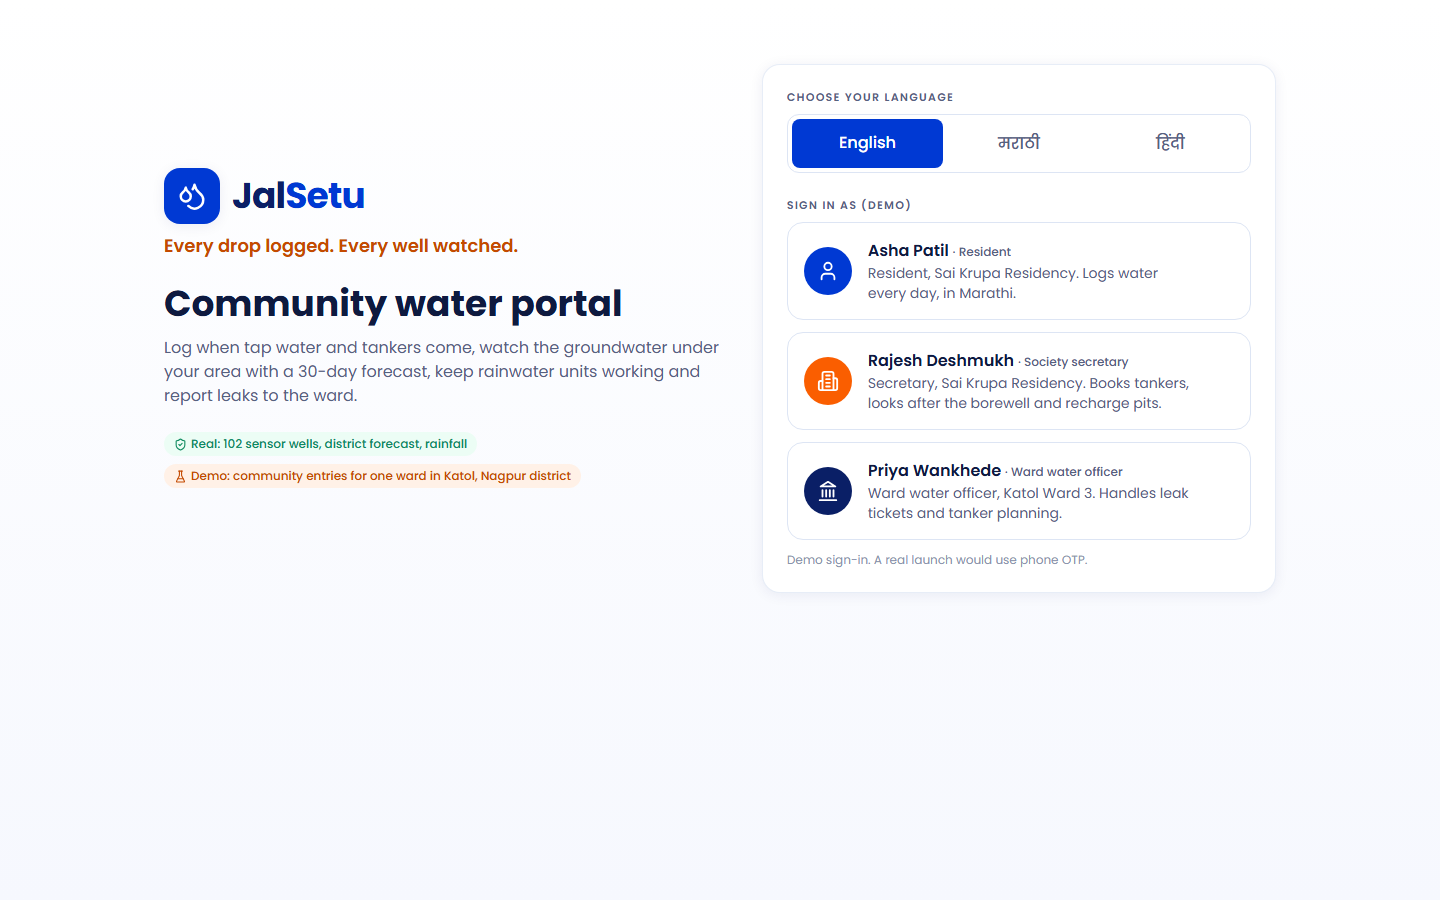 JalSetu
Every drop logged. Every well watched.
Community water portal
Log when tap water and tankers come, watch the groundwater under
your area with a 30-day forecast, keep rainwater units working and
report leaks to the ward.
Real: 102 sensor wells, district forecast, rainfall
Demo: community entries for one ward in Katol, Nagpur district
CHOOSE YOUR LANGUAGE
English
मराठी
हिंदी
SIGN IN AS (DEMO)
Asha Patil · Resident
Resident, Sai Krupa Residency. Logs water
every day, in Marathi.
Rajesh Deshmukh · Society secretary
Secretary, Sai Krupa Residency. Books tankers,
looks after the borewell and recharge pits.
Priya Wankhede · Ward water officer
Ward water officer, Katol Ward 3. Handles leak
tickets and tanker planning.
Demo sign-in. A real launch would use phone OTP.